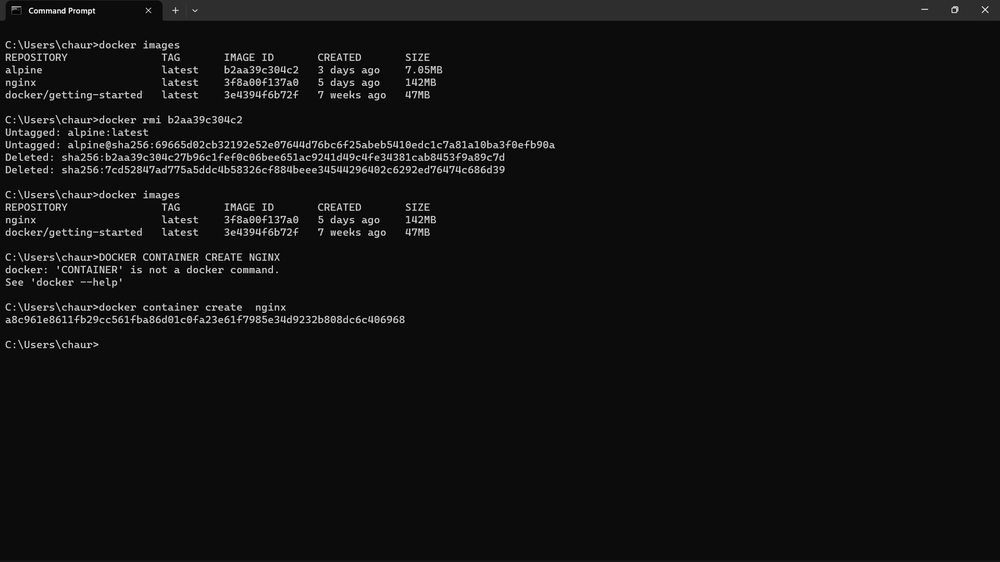 Command Prompt
C:\Users\chaur>docker images
REPOSITORY               TAG       IMAGE ID       CREATED       SIZE
alpine                   latest    b2aa39c304c2   3 days ago    7.05MB
nginx                    latest    3f8a00f137a0   5 days ago    142MB
docker/getting-started   latest    3e4394f6b72f   7 weeks ago   47MB
C:\Users\chaur>docker rmi b2aa39c304c2
Untagged: alpine:latest
Untagged: alpine@sha256:69665d02cb32192e52e07644d76bc6f25abeb5410edc1c7a81a10ba3f0efb90a
Deleted: sha256:b2aa39c304c27b96c1fef0c06bee651ac9241d49c4fe34381cab8453f9a89c7d
Deleted: sha256:7cd52847ad775a5ddc4b58326cf884beee34544296402c6292ed76474c686d39
C:\Users\chaur>docker images
REPOSITORY               TAG       IMAGE ID       CREATED       SIZE
nginx                    latest    3f8a00f137a0   5 days ago    142MB
docker/getting-started   latest    3e4394f6b72f   7 weeks ago   47MB
C:\Users\chaur>DOCKER CONTAINER CREATE NGINX
docker: 'CONTAINER' is not a docker command.
See 'docker --help'
C:\Users\chaur>docker container create  nginx
a8c961e8611fb29cc561fba86d01c0fa23e61f7985e34d9232b808dc6c406968
C:\Users\chaur>